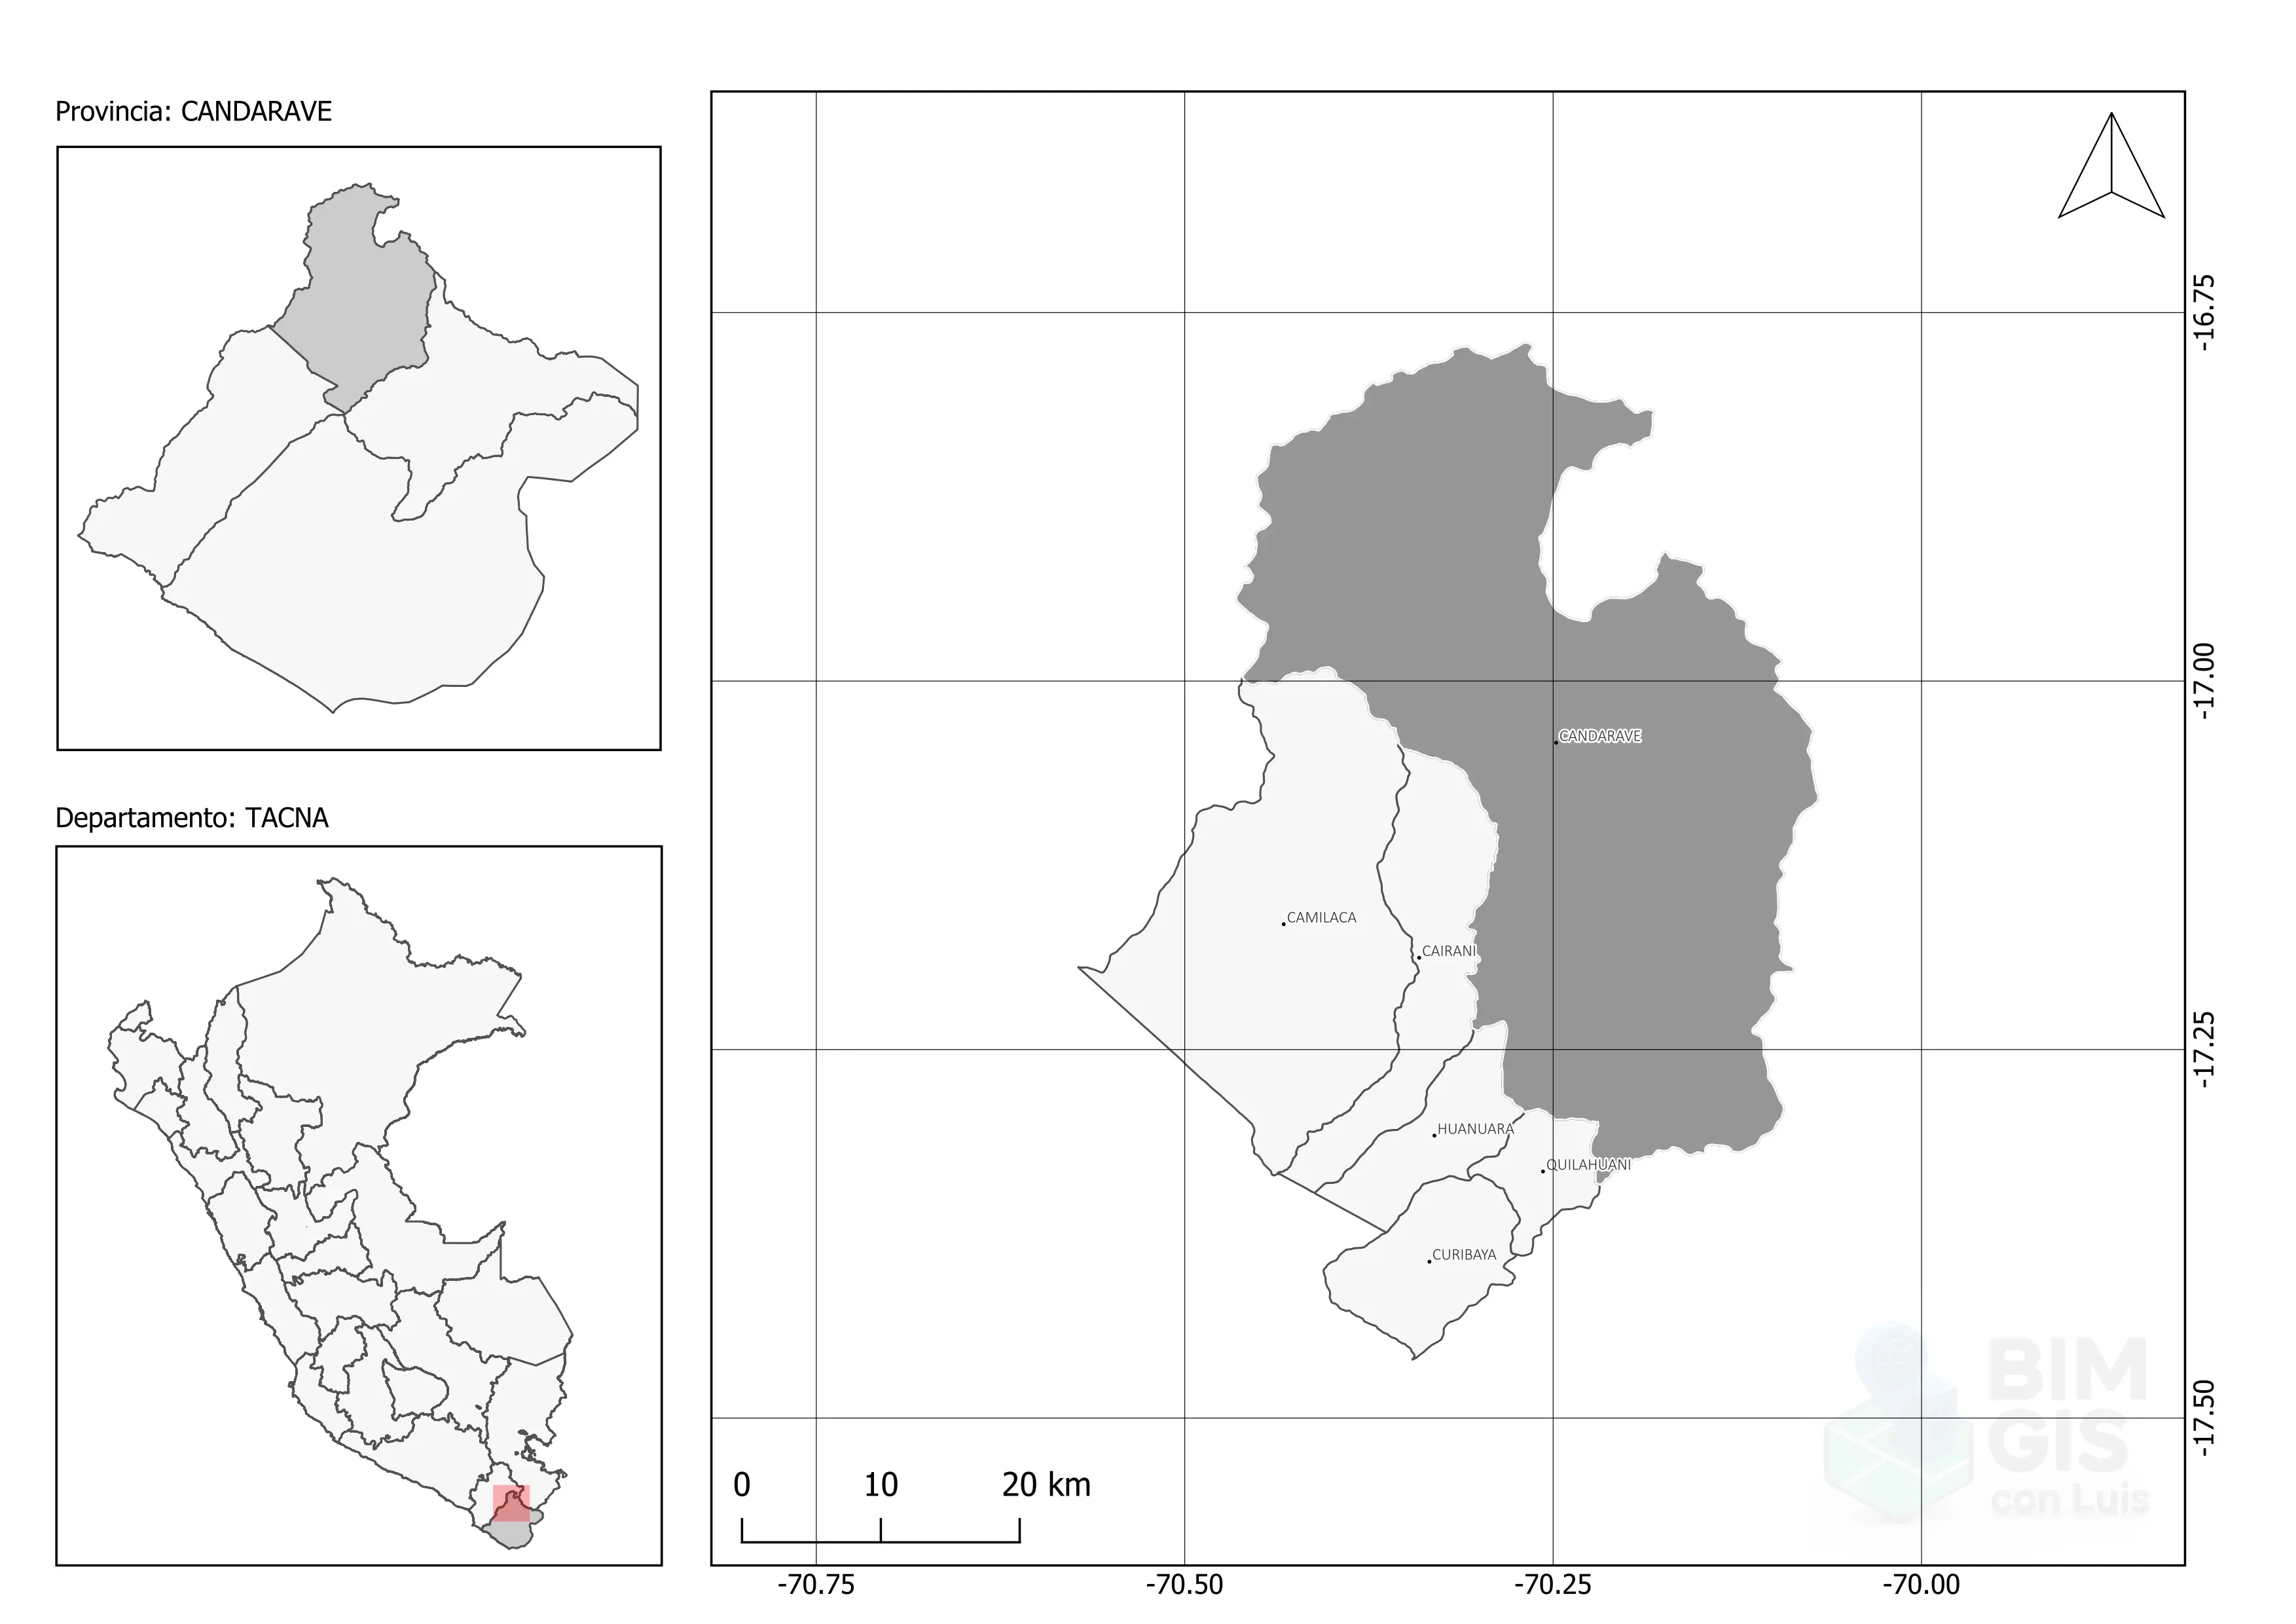 Provincia: CANDARAVE
Departamento: TACNA
CANDARAVE
CAMILACA
CAIRANI
HUANUARA
QUILAHUANI
CURIBAYA
-16.75
-17.00
-17.25
-17.50
0 10 20 km
BIM
GIS
con Luis
-70.75 -70.50 -70.25 -70.00